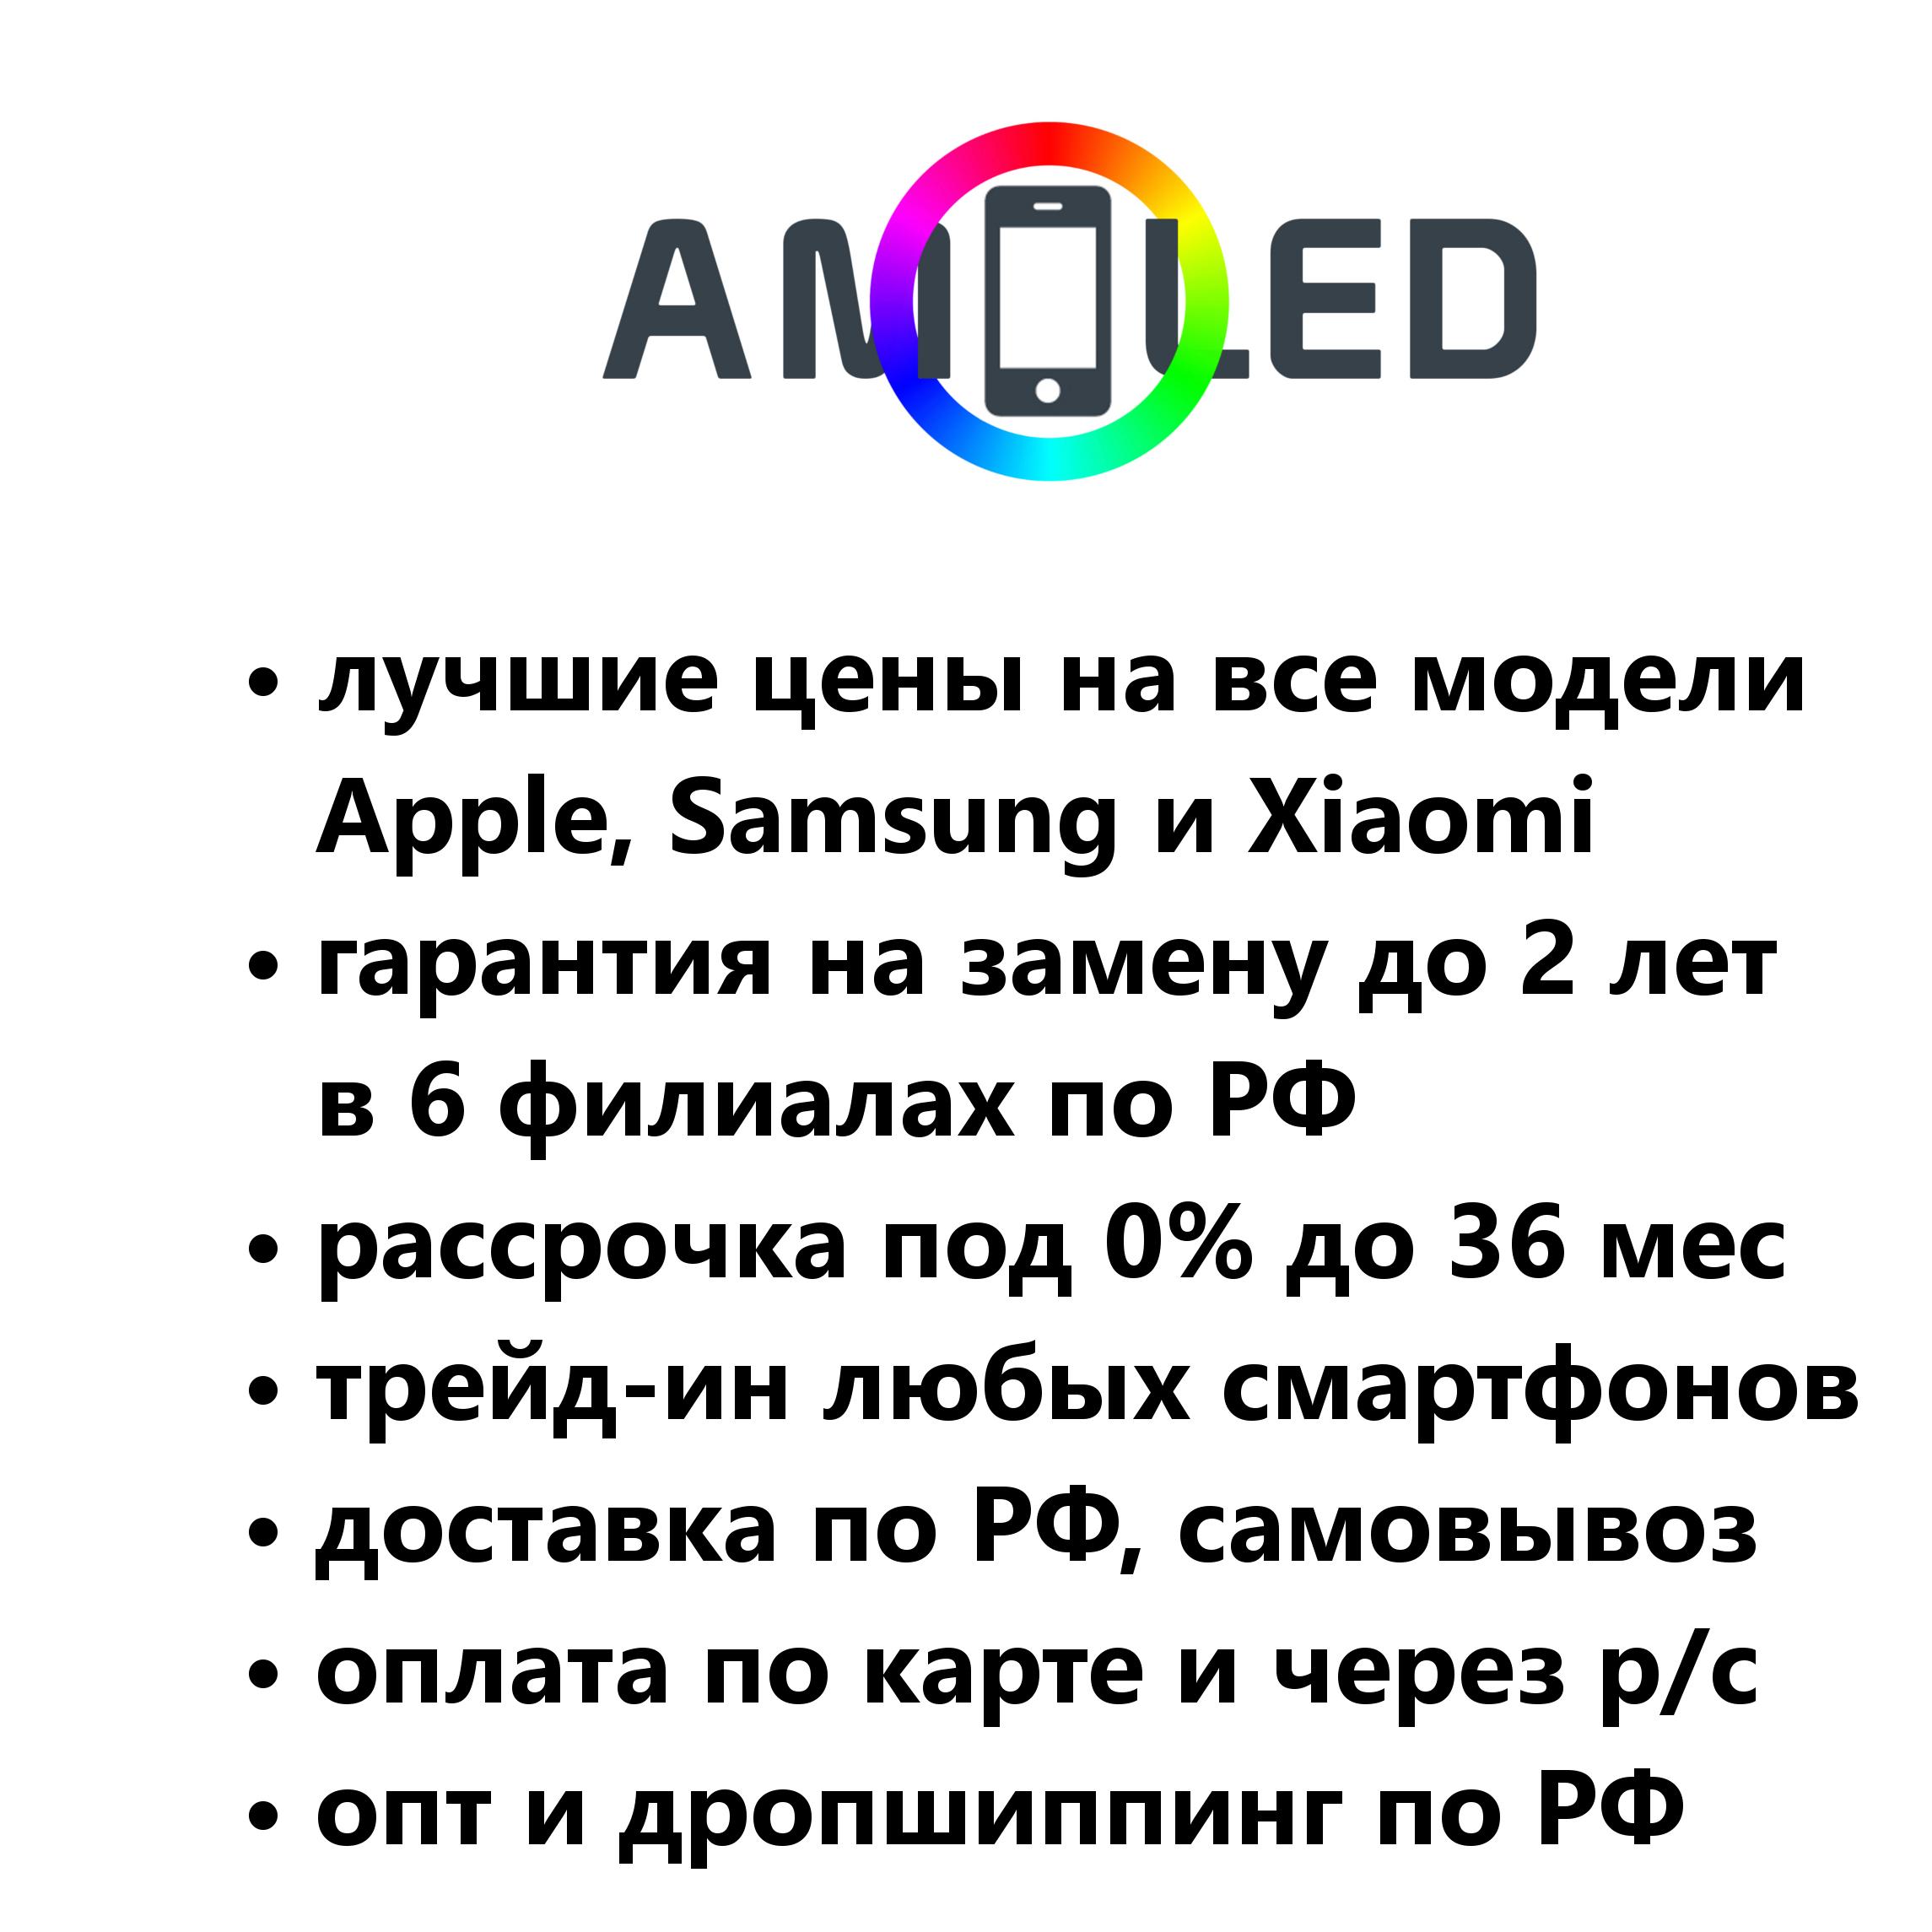 AMOLED
• лучшие цены на все модели
Apple, Samsung и Xiaomi
• гарантия на замену до 2 лет
в 6 филиалах по РФ
• рассрочка под 0% до 36 мес
• трейд-ин любых смартфонов
• доставка по РФ, самовывоз
• оплата по карте и через р/с
• опт и дропшиппинг по РФ